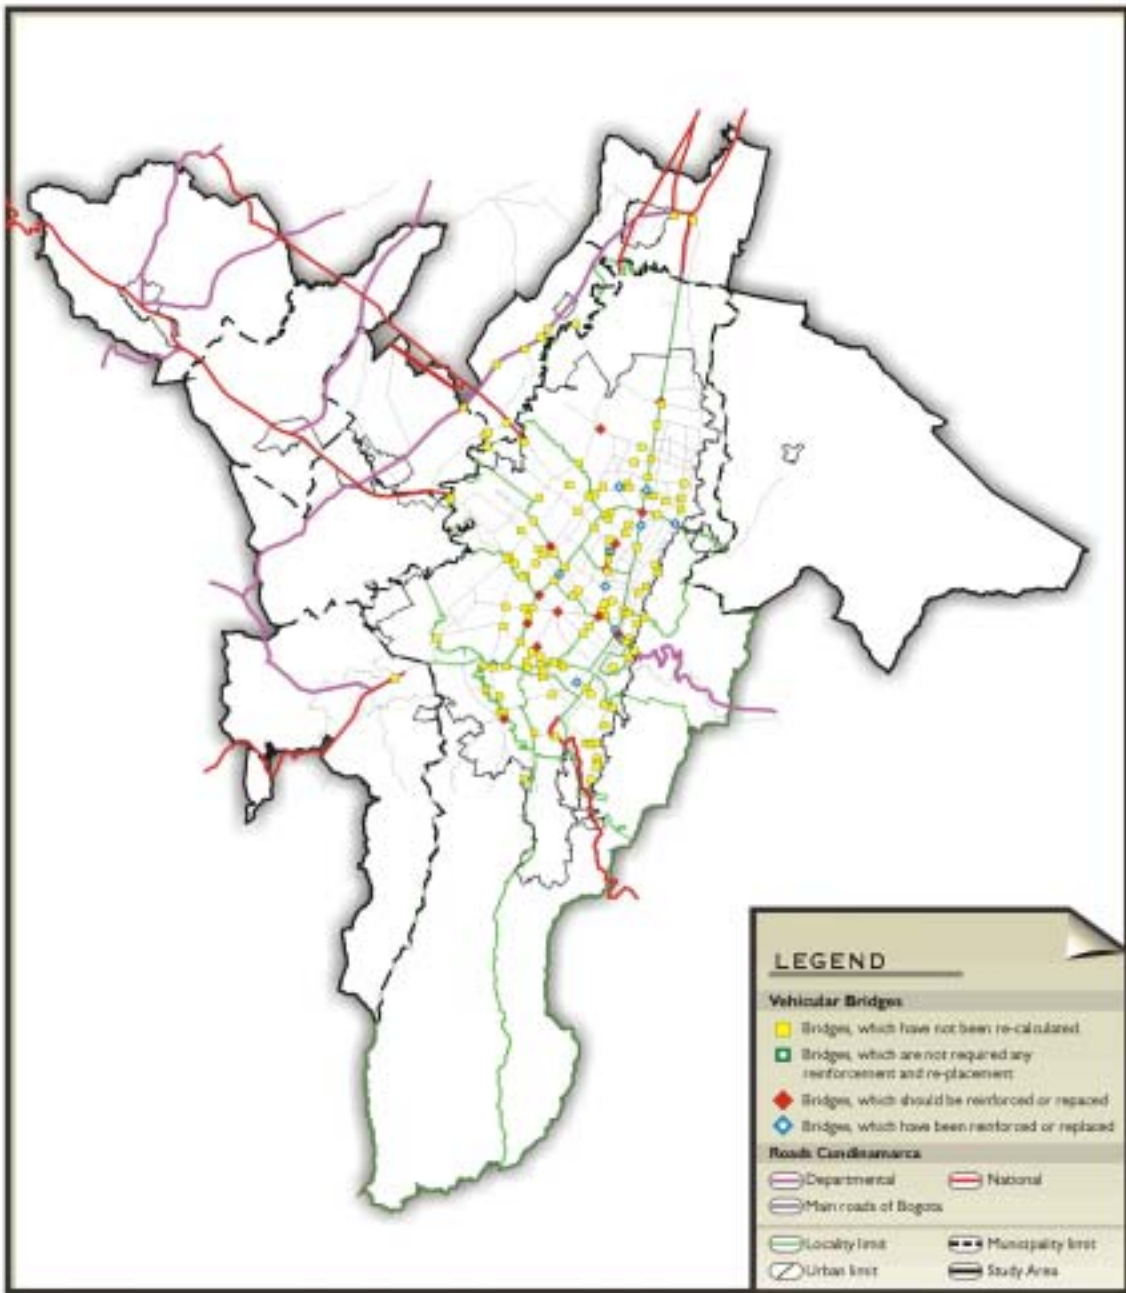 LEGEND
Vehicular Bridges
Bridges, which have not been re-calculated.
Bridges, which are not required any
reinforcement and re-placement
Bridges, which should be reinforced or repaced
Bridges, which have been reinforced or replaced
Roads Cundinamarca
Departmental National
Main roads of Bogota
Locality limit Municipality limit
Urban limit Study Area